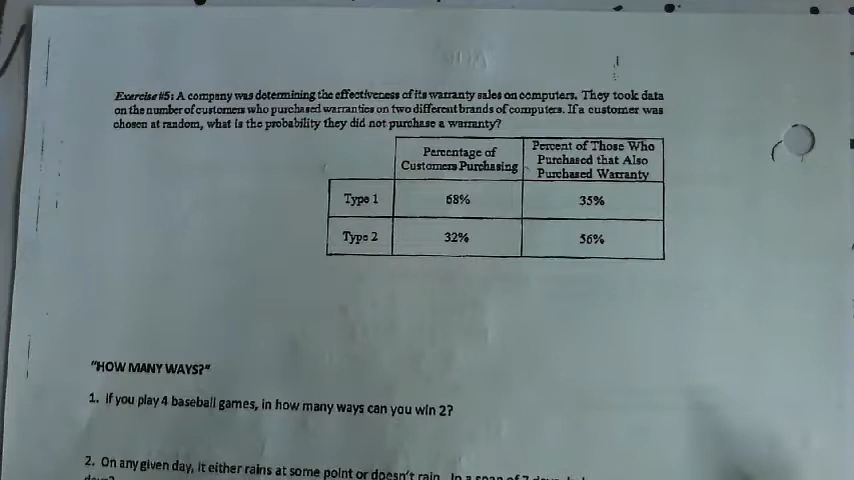 Exercise #5: A company was determining the effectiveness of its warranty sales on computers. They took data
on the number of customers who purchased warranties on two different brands of computers. If a customer was
chosen at random, what is the probability they did not purchase a warranty?
Percentage of
Customers Purchasing
Percent of Those Who
Purchased that Also
Purchased Warranty
Type 1
68%
35%
Type 2
32%
56%
"HOW MANY WAYS?"
1. If you play 4 baseball games, in how many ways can you win 2?
2. On any given day, it either rains at some point or doesn't rain. In a span of 7